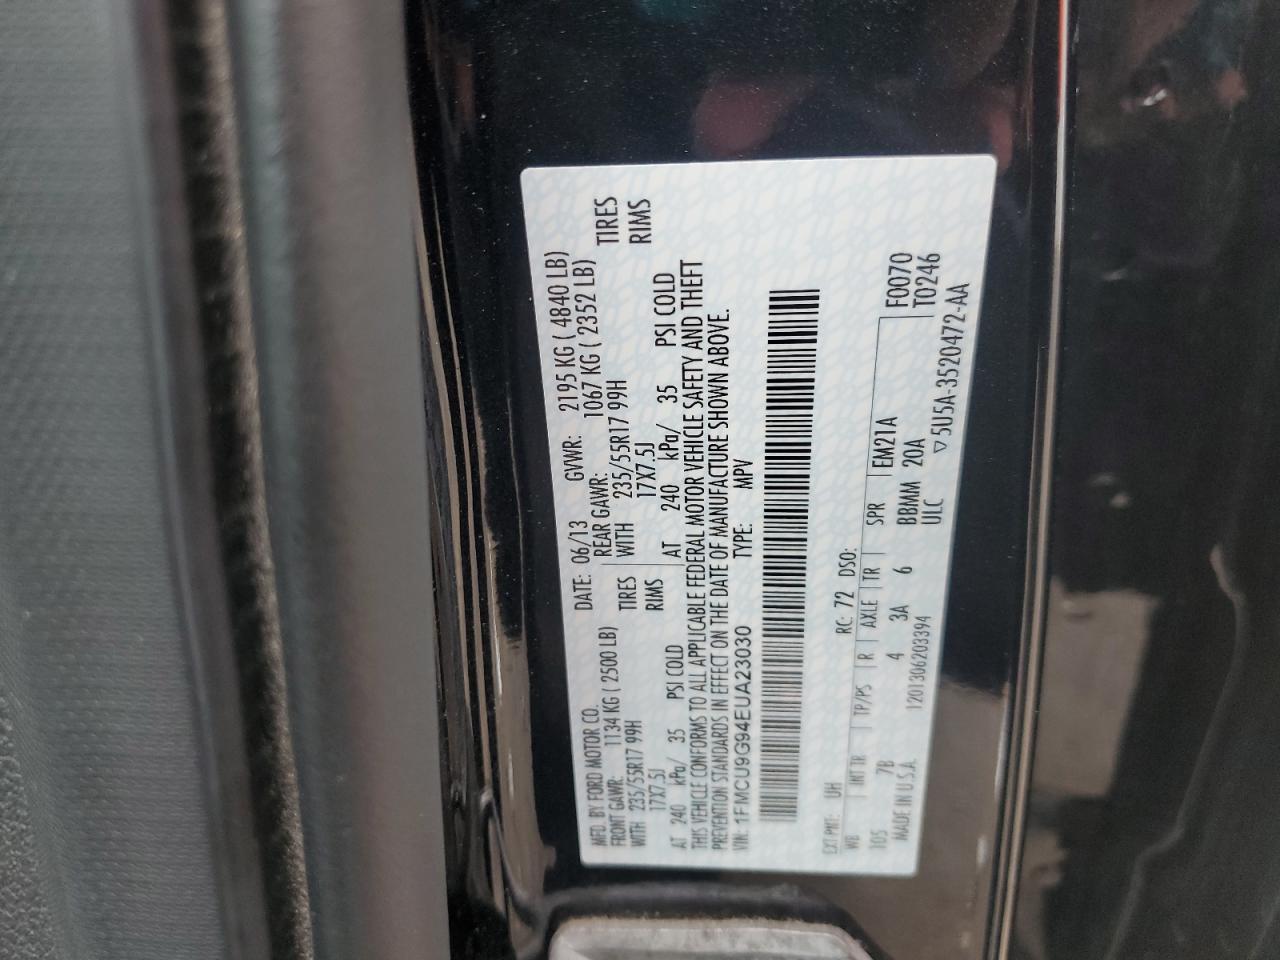 MFD. BY FORD MOTOR CO.
DATE: 06/13 GVWR: 2195 KG ( 4840 LB)
FRONT GAWR: 1134 KG ( 2500 LB) REAR GAWR: 1067 KG ( 2352 LB)
WITH 235/55R17 99H TIRES WITH 235/55R17 99H TIRES
17X7.5J RIMS 17X7.5J RIMS
AT 240 kPa/ 35 PSI COLD AT 240 kPa/ 35 PSI COLD
THIS VEHICLE CONFORMS TO ALL APPLICABLE FEDERAL MOTOR VEHICLE SAFETY AND THEFT
PREVENTION STANDARDS IN EFFECT ON THE DATE OF MANUFACTURE SHOWN ABOVE.
VIN: 1FMCU9G94EUA23030 TYPE: MPV
EXT PNT: UH RC: 72 DSO:
WB INT TR TP/PS R AXLE TR SPR EM21A F0070
105 7B 4 3A 6 BBMM 20A T0246
MADE IN U.S.A. 1201306203394 ULC ▽5U5A-3520472-AA